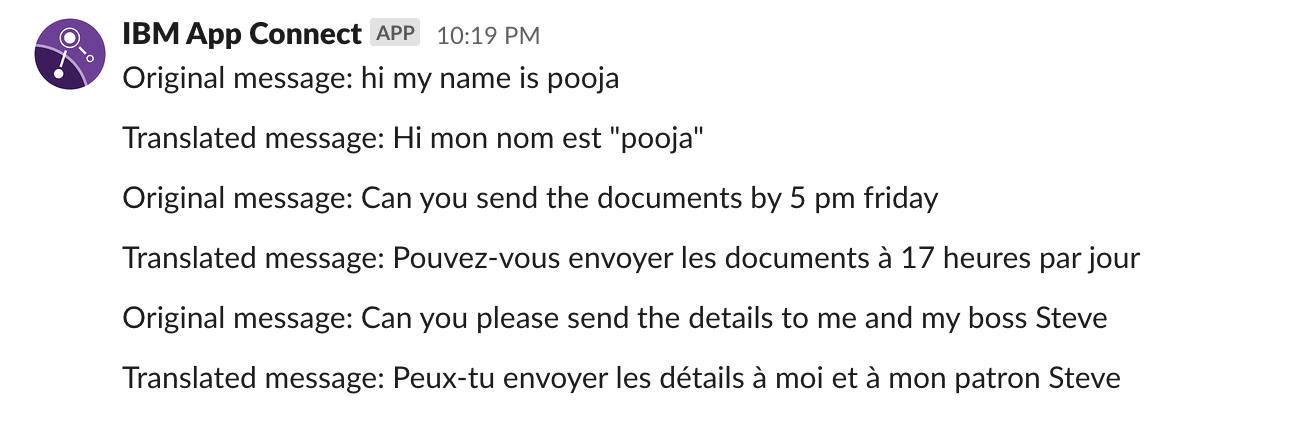 IBM App Connect APP 10:19 PM
Original message: hi my name is pooja
Translated message: Hi mon nom est "pooja"
Original message: Can you send the documents by 5 pm friday
Translated message: Pouvez-vous envoyer les documents à 17 heures par jour
Original message: Can you please send the details to me and my boss Steve
Translated message: Peux-tu envoyer les détails à moi et à mon patron Steve